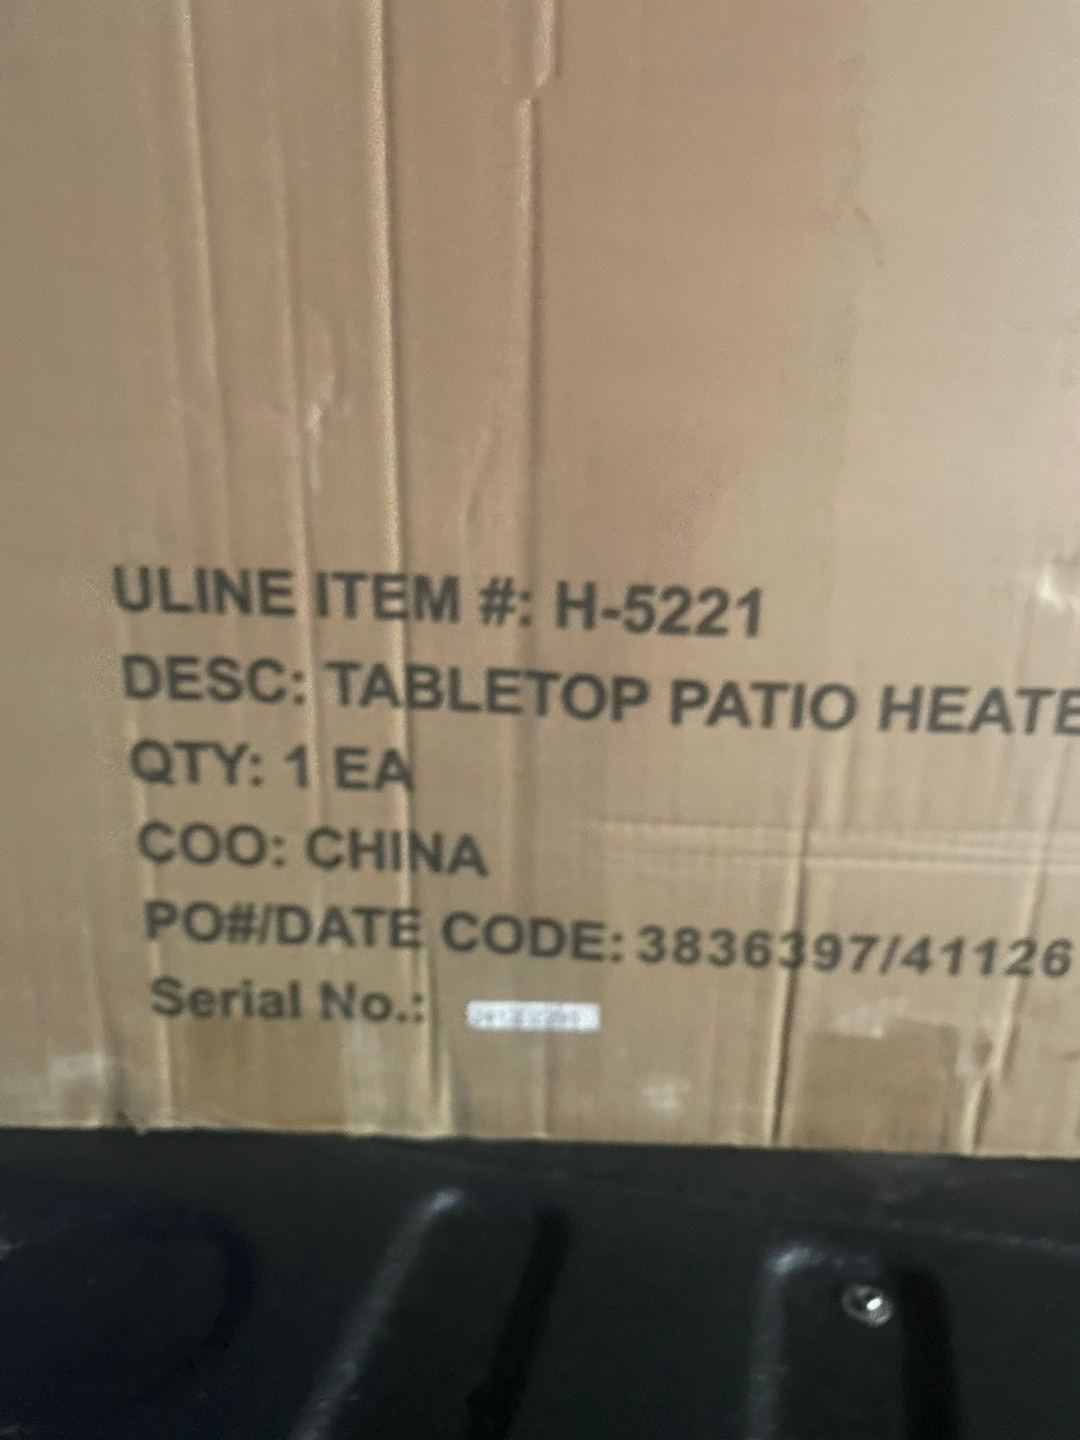 ULINE ITEM #: H-5221
DESC: TABLETOP PATIO HEATE
QTY: 1 EA
COO: CHINA
PO#/DATE CODE: 3836397/41126
Serial No.: